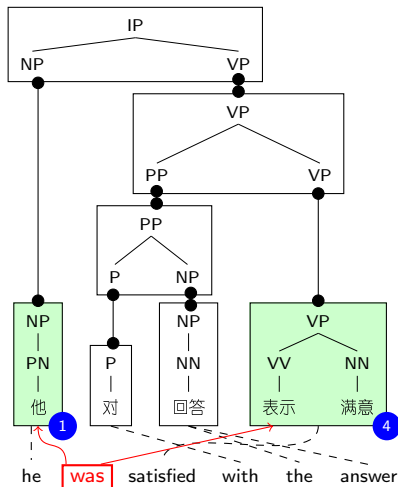 IP
NP VP
VP
PP VP
PP
P NP
NP P NP VP
PN NN VV NN
他 对 回答 表示 满意
1 4
he was satisfied with the answer